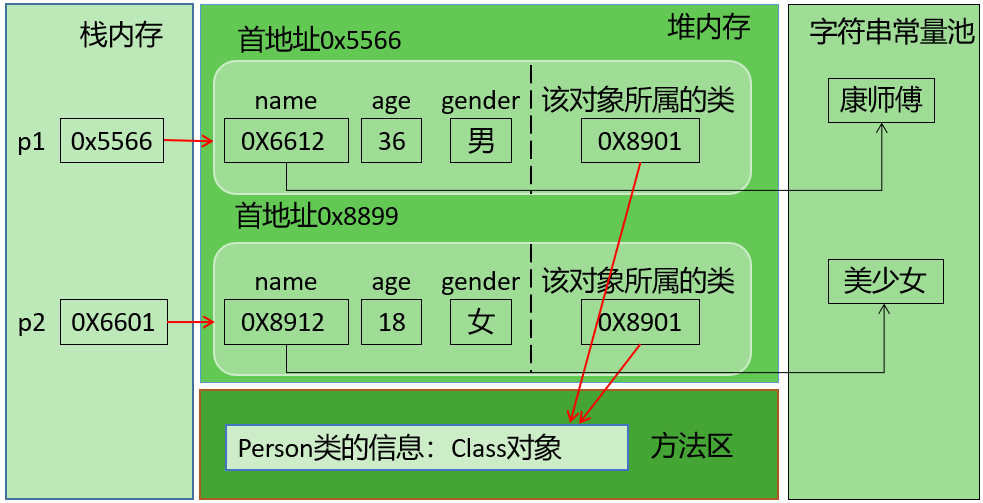 栈内存
堆内存
字符串常量池
首地址0x5566
name age gender 该对象所属的类
p1 0x5566 0X6612 36 男 0X8901
康师傅
首地址0x8899
name age gender 该对象所属的类
p2 0X6601 0X8912 18 女 0X8901
美少女
Person类的信息：Class对象
方法区